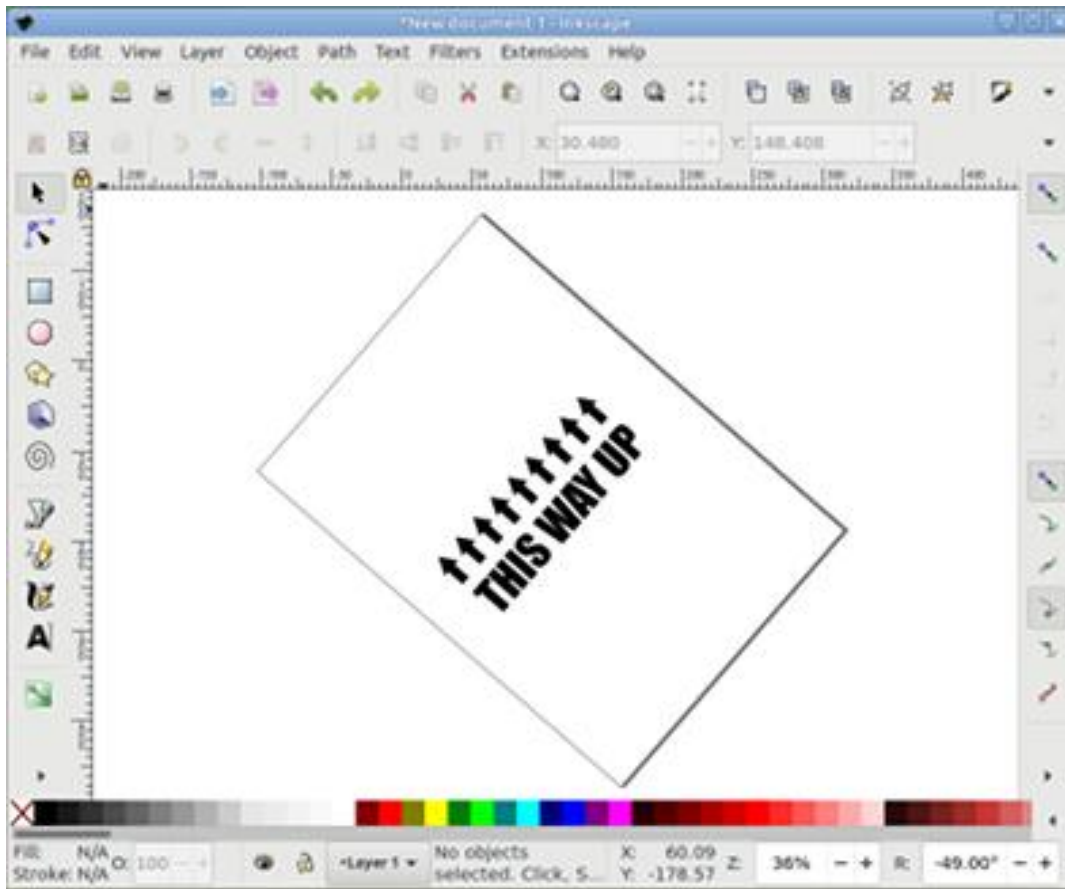 *New document 1 - Inkscape
File Edit View Layer Object Path Text Filters Extensions Help
X: 30.480 Y: 148.408
THIS WAY UP
Fill: N/A O: 100 Layer 1 No objects X: 60.09 Z: 36% R: -49.00°
Stroke: N/A selected. Click, S... Y: -178.57